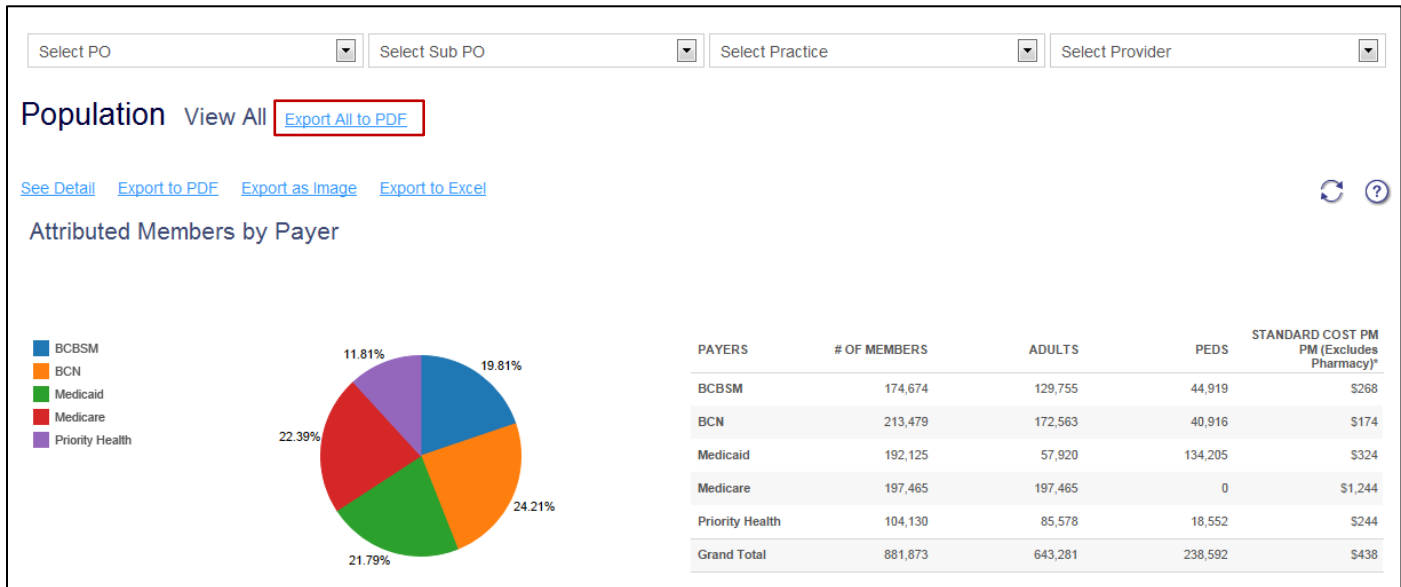 Select PO Select Sub PO Select Practice Select Provider
Population View All Export All to PDF
See Detail Export to PDF Export as Image Export to Excel ?
Attributed Members by Payer
BCBSM
BCN
Medicaid
Medicare
Priority Health
11.81%
19.81%
22.39%
24.21%
21.79%
PAYERS # OF MEMBERS ADULTS PEDS STANDARD COST PM
PM (Excludes
Pharmacy)*
BCBSM 174,674 129,755 44,919 $268
BCN 213,479 172,563 40,916 $174
Medicaid 192,125 57,920 134,205 $324
Medicare 197,465 197,465 0 $1,244
Priority Health 104,130 85,578 18,552 $244
Grand Total 881,873 643,281 238,592 $438